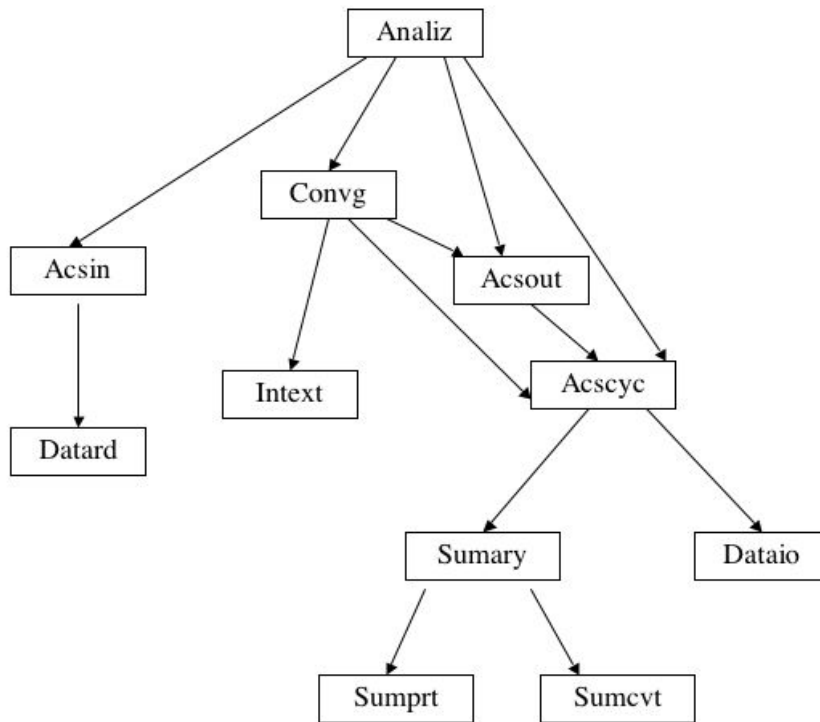 Analiz
Convg
Acsin
Acsout
Acscyc
Intext
Datard
Sumary
Dataio
Sumprt
Sumcvt